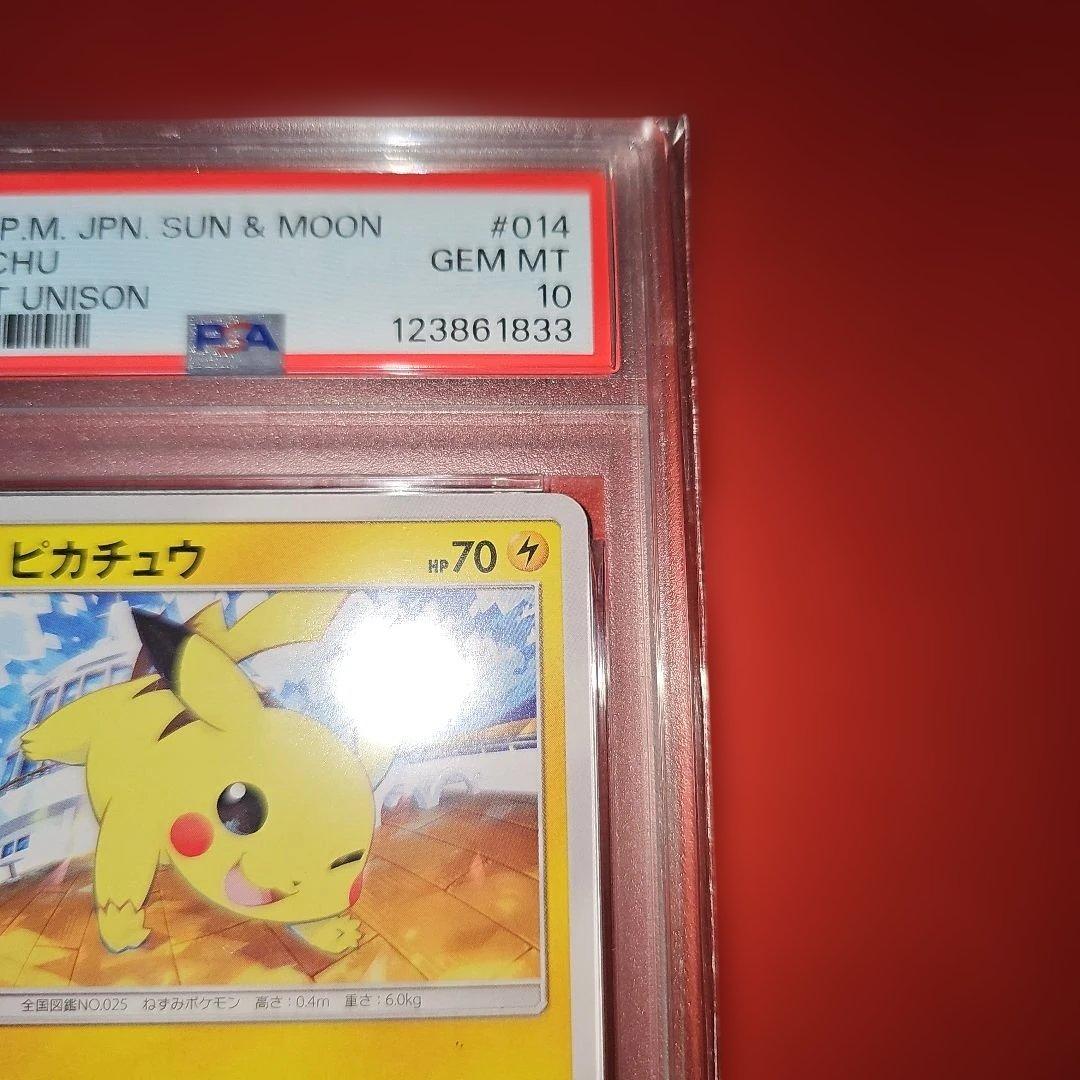 P.M. JPN. SUN & MOON #014
CHU GEM MT
T UNISON 10
PSA 123861833
ピカチュウ HP70
全国図鑑NO.025 ねずみポケモン 高さ:0.4m 重さ:6.0kg